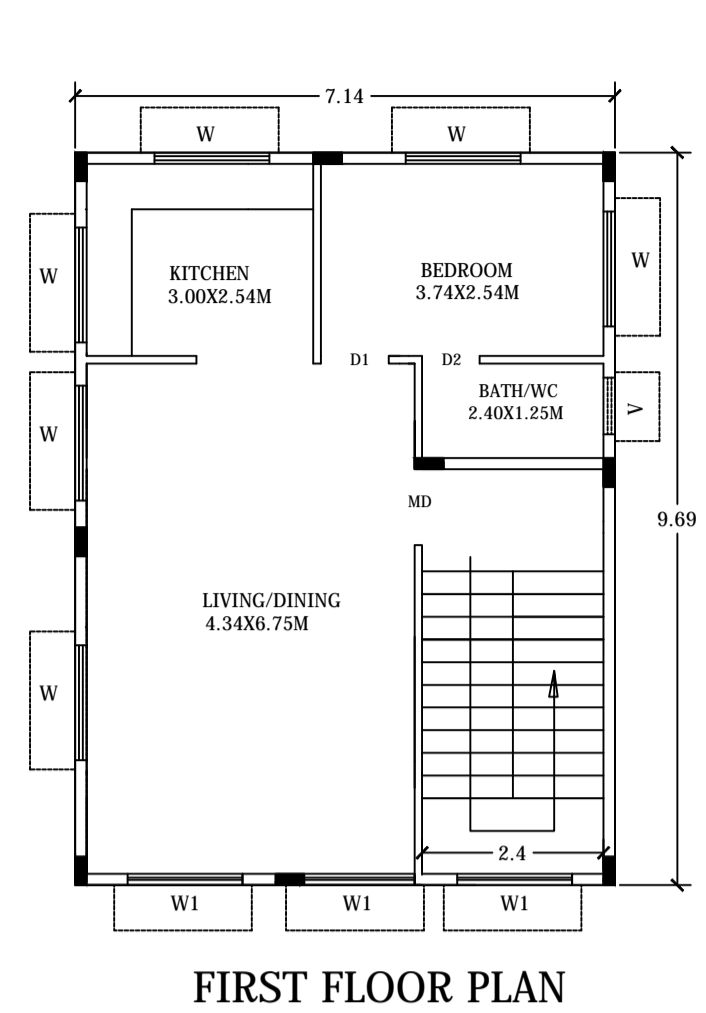 7.14
W
W
W
W
KITCHEN
3.00X2.54M
BEDROOM
3.74X2.54M
D1
D2
BATH/WC
2.40X1.25M
V
W
MD
9.69
LIVING/DINING
4.34X6.75M
W
2.4
W1
W1
W1
FIRST FLOOR PLAN